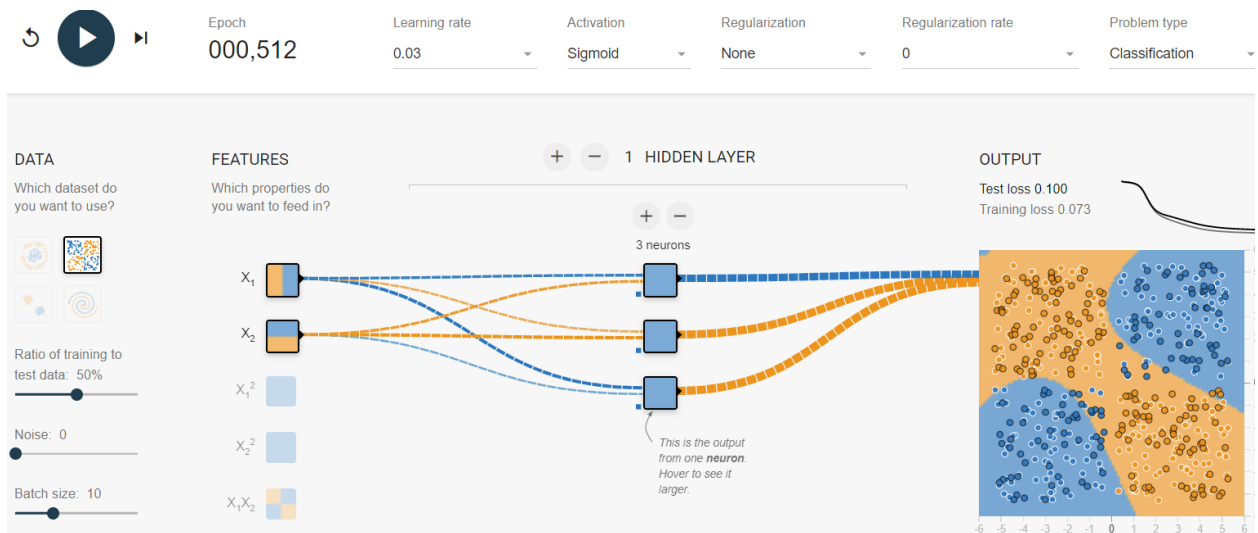 Epoch
000,512
Learning rate
0.03
Activation
Sigmoid
Regularization
None
Regularization rate
0
Problem type
Classification
DATA
Which dataset do
you want to use?
Ratio of training to
test data: 50%
Noise: 0
Batch size: 10
FEATURES
Which properties do
you want to feed in?
X₁
X₂
X₁²
X₂²
X₁X₂
1 HIDDEN LAYER
3 neurons
This is the output
from one neuron.
Hover to see it
larger.
OUTPUT
Test loss 0.100
Training loss 0.073
-6 -5 -4 -3 -2 -1 0 1 2 3 4 5 6